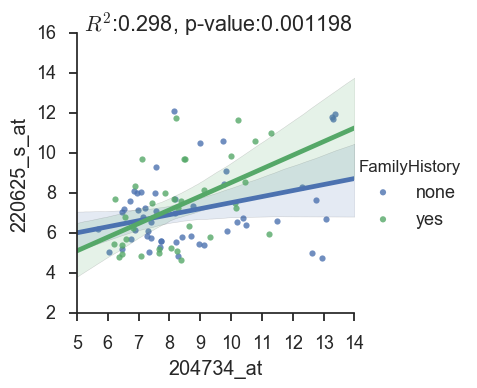 R²:0.298, p-value:0.001198
16
14
12
10
8
6
4
2
220625_s_at
5 6 7 8 9 10 11 12 13 14
204734_at
FamilyHistory
none
yes